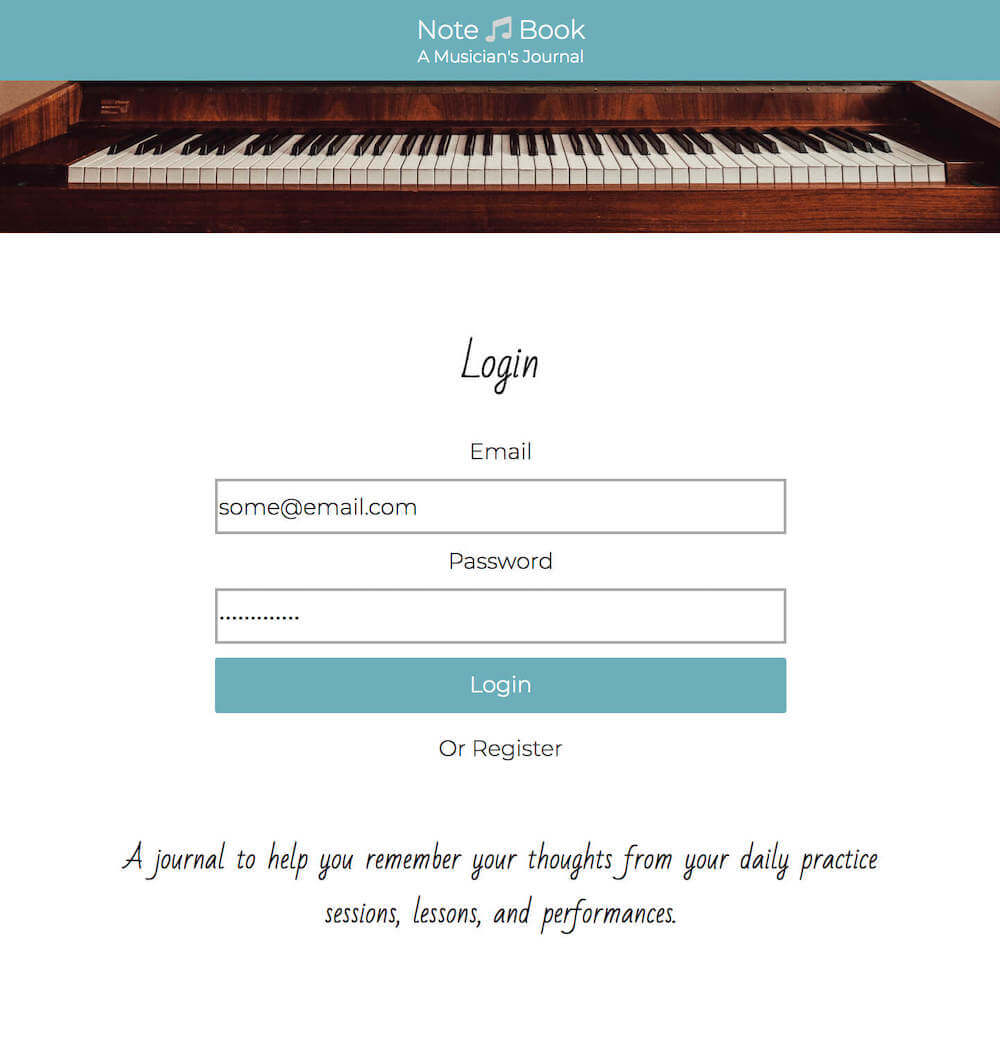 Note Book
A Musician's Journal
Login
Email
some@email.com
Password
•••••••••••••
Login
Or Register
A journal to help you remember your thoughts from your daily practice
sessions, lessons, and performances.